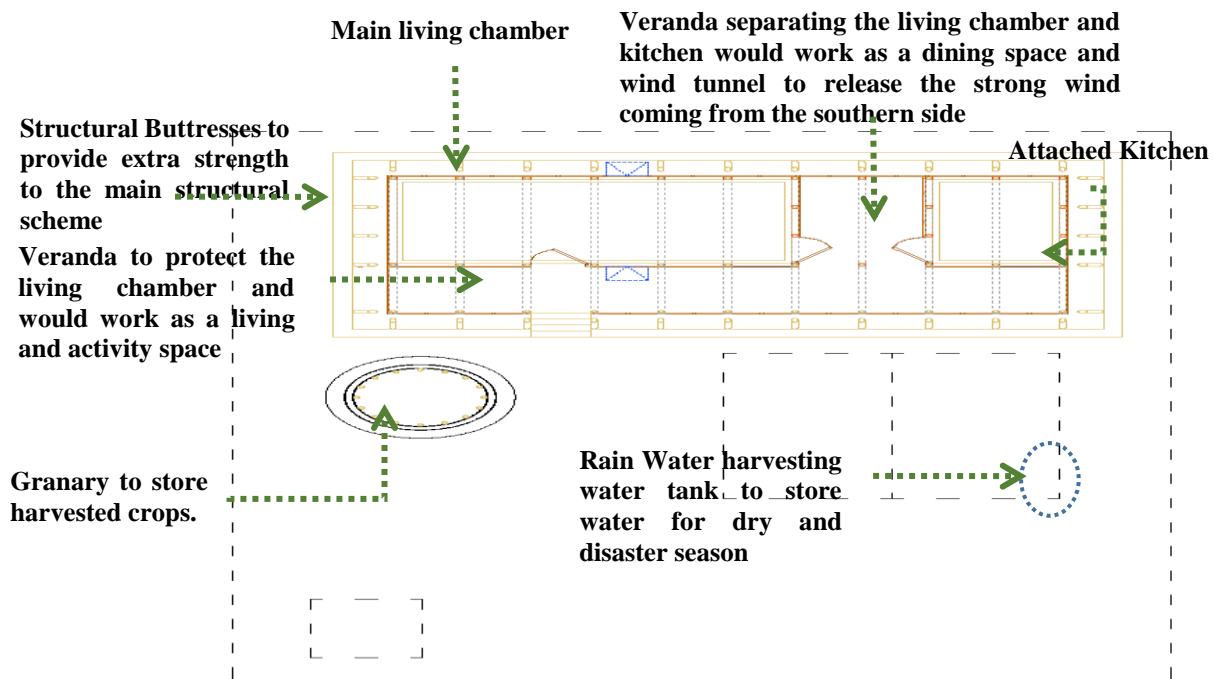 Main living chamber
Veranda separating the living chamber and
kitchen would work as a dining space and
wind tunnel to release the strong wind
coming from the southern side
Structural Buttresses to
provide extra strength
to the main structural
scheme
Attached Kitchen
Veranda to protect the
living chamber and
would work as a living
and activity space
Granary to store
harvested crops.
Rain Water harvesting
water tank to store
water for dry and
disaster season